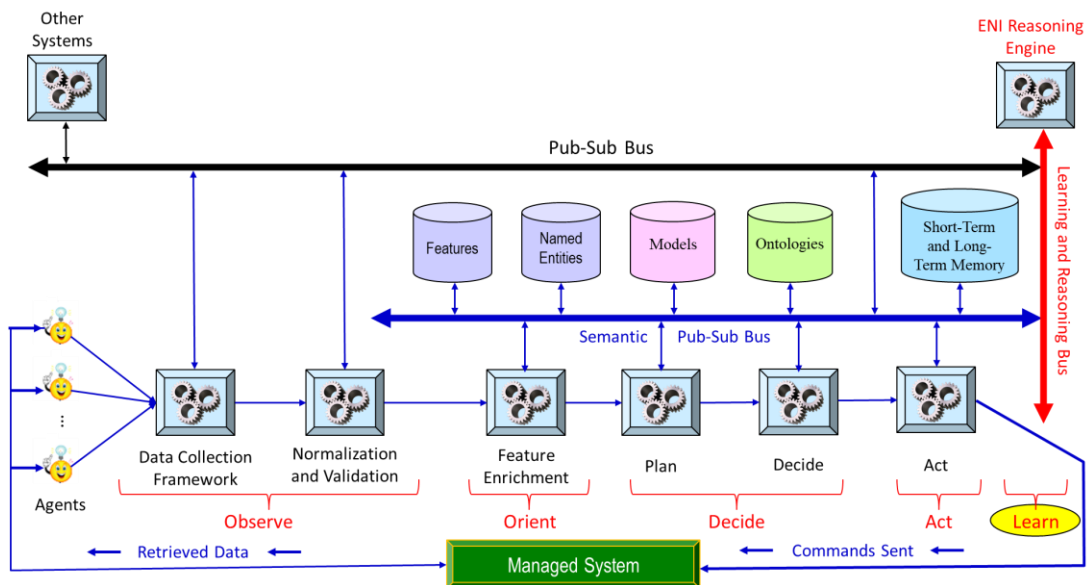 Other
Systems
ENI Reasoning
Engine
Pub-Sub Bus
Learning and Reasoning Bus
Features
Named
Entities
Models
Ontologies
Short-Term
and Long-
Term Memory
Semantic Pub-Sub Bus
...
Agents
Data Collection
Framework
Normalization
and Validation
Feature
Enrichment
Plan
Decide
Act
Observe
Orient
Decide
Act
Learn
Retrieved Data
Managed System
Commands Sent